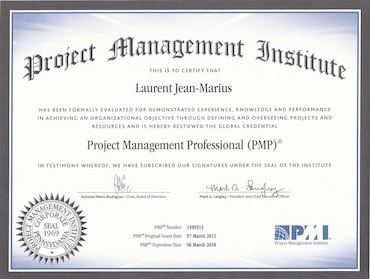 Project Management Institute
THIS IS TO CERTIFY THAT
Laurent Jean-Marius
HAS BEEN FORMALLY EVALUATED FOR DEMONSTRATED EXPERIENCE, KNOWLEDGE AND PERFORMANCE
IN ACHIEVING AN ORGANIZATIONAL OBJECTIVE THROUGH DEFINING AND OVERSEEING PROJECTS AND
RESOURCES AND IS HEREBY BESTOWED THE GLOBAL CREDENTIAL
Project Management Professional (PMP)®
IN TESTIMONY WHEREOF, WE HAVE SUBSCRIBED OUR SIGNATURES UNDER THE SEAL OF THE INSTITUTE
Mark A. Langley
Antonio Nieto-Rodriguez • Chair, Board of Directors
Mark A. Langley • President and Chief Executive Officer
PROJECT MANAGEMENT INSTITUTE
CORPORATE
SEAL
1969
PENNSYLVANIA
PMP® Number 1499313
PMP® Original Grant Date 07 March 2012
PMP® Expiration Date 06 March 2018
PMI
Project Management Institute